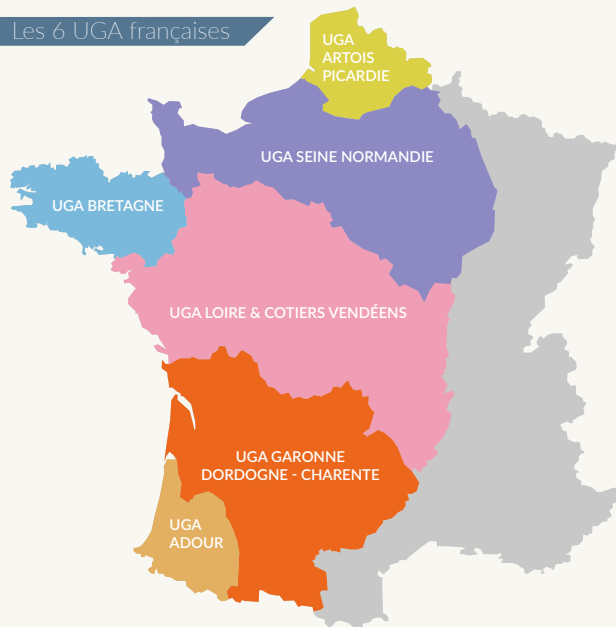 Les 6 UGA françaises
UGA
ARTOIS
PICARDIE
UGA SEINE NORMANDIE
UGA BRETAGNE
UGA LOIRE & COTIERS VENDÉENS
UGA GARONNE
DORDOGNE - CHARENTE
UGA
ADOUR